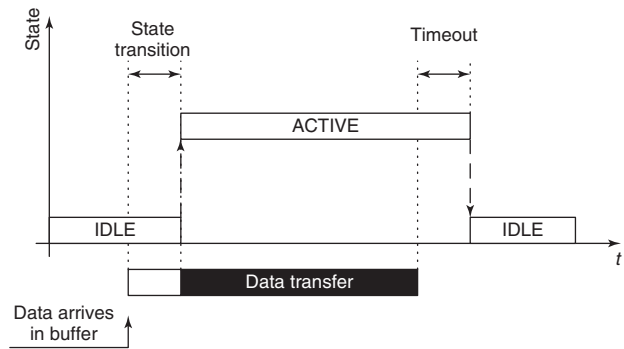 State
State
transition
Timeout
ACTIVE
IDLE
IDLE
t
Data transfer
Data arrives
in buffer